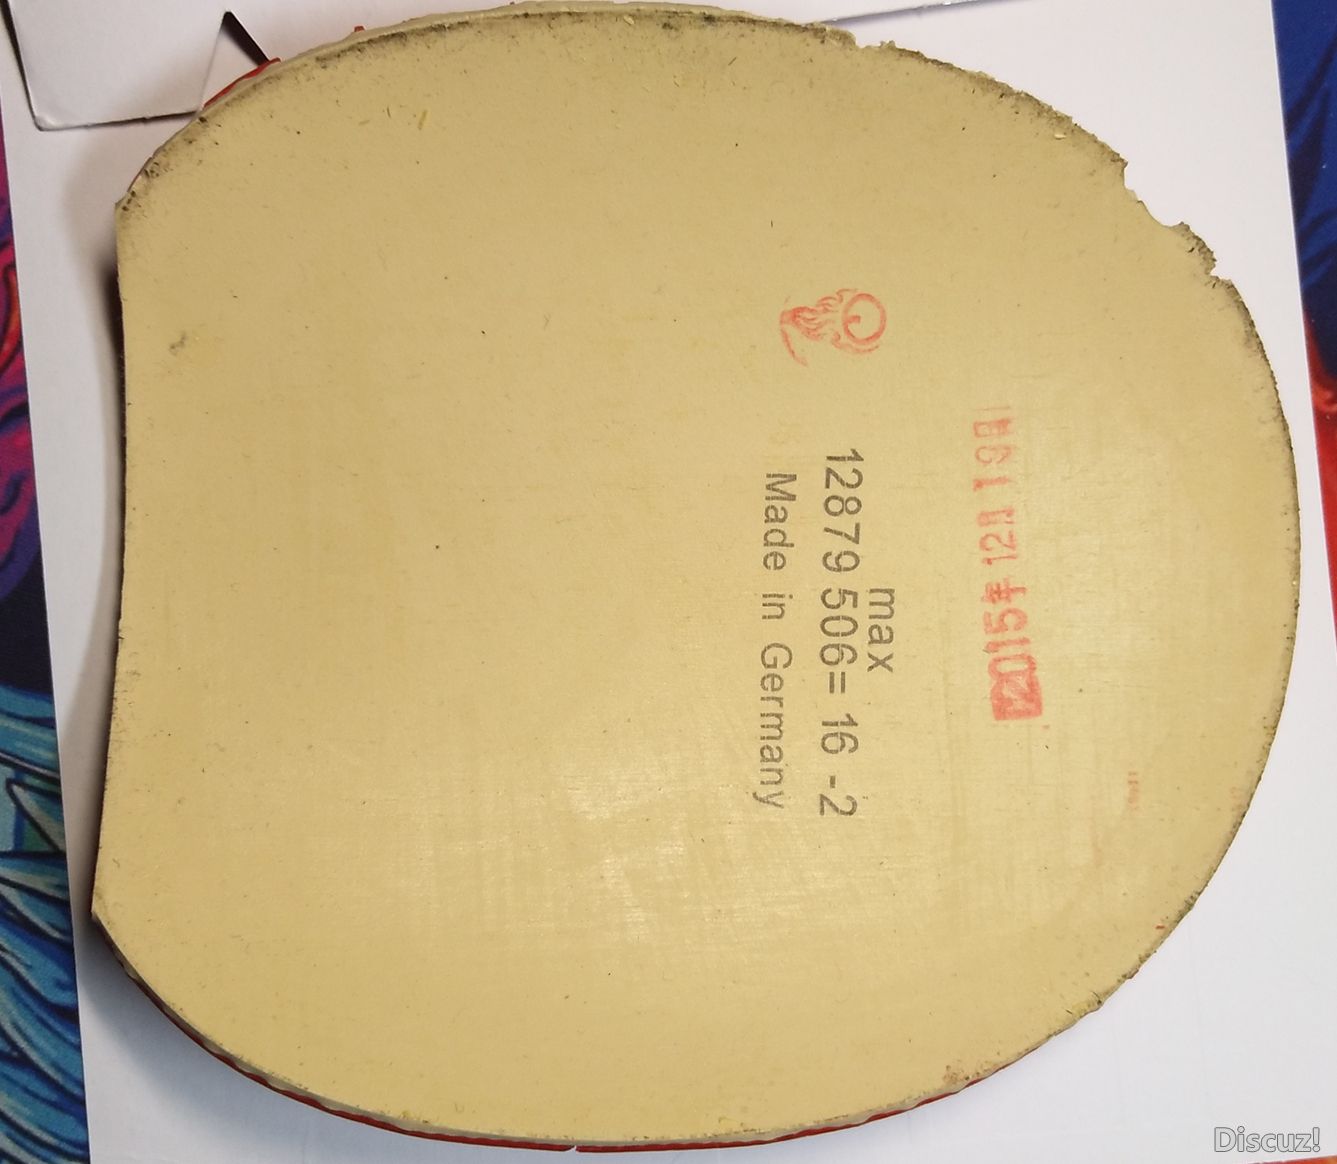 2015年12月19日
max
12879 506= 16 -2
Made in Germany
Discuz!